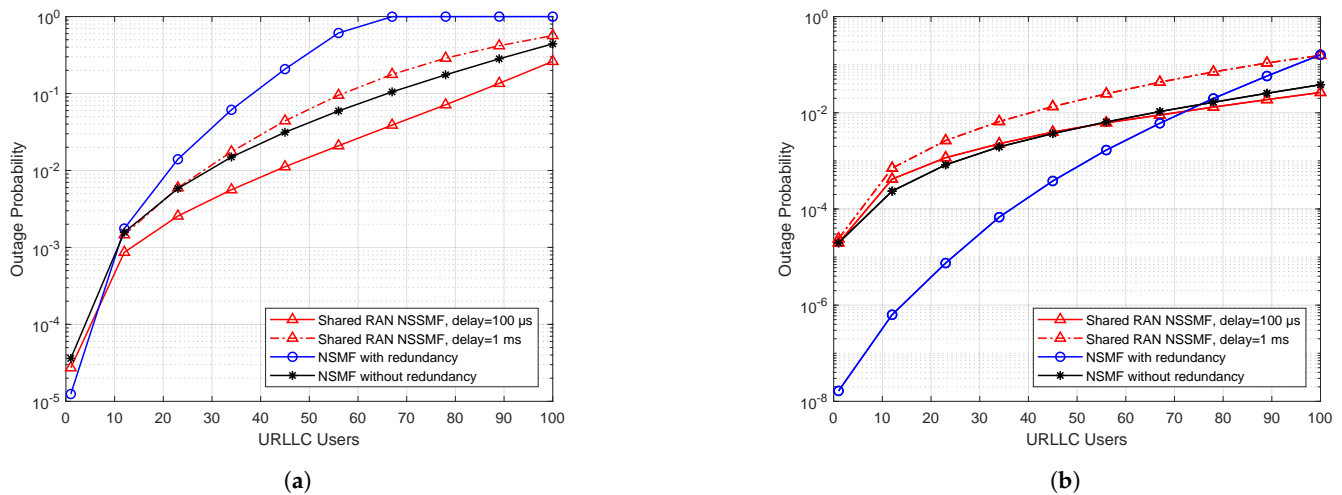 10^0
10^-1
10^-2
10^-3
10^-4
10^-5
Outage Probability
0 10 20 30 40 50 60 70 80 90 100
URLLC Users
Shared RAN NSSMF, delay=100 μs
Shared RAN NSSMF, delay=1 ms
NSMF with redundancy
NSMF without redundancy
(a)
10^0
10^-2
10^-4
10^-6
10^-8
Outage Probability
0 10 20 30 40 50 60 70 80 90 100
URLLC Users
Shared RAN NSSMF, delay=100 μs
Shared RAN NSSMF, delay=1 ms
NSMF with redundancy
NSMF without redundancy
(b)